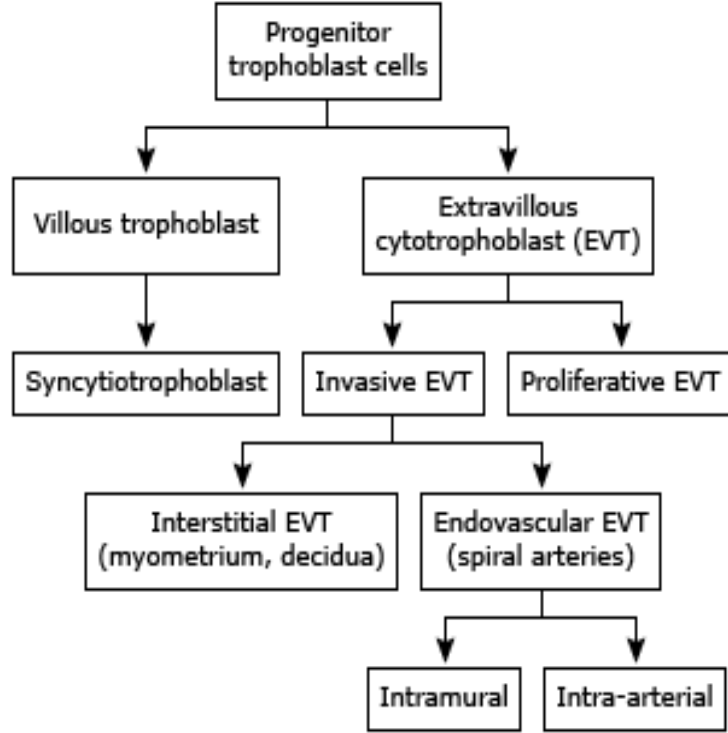 Progenitor
trophoblast cells
Villous trophoblast
Extravillous
cytotrophoblast (EVT)
Syncytiotrophoblast
Invasive EVT
Proliferative EVT
Interstitial EVT
(myometrium, decidua)
Endovascular EVT
(spiral arteries)
Intramural
Intra-arterial